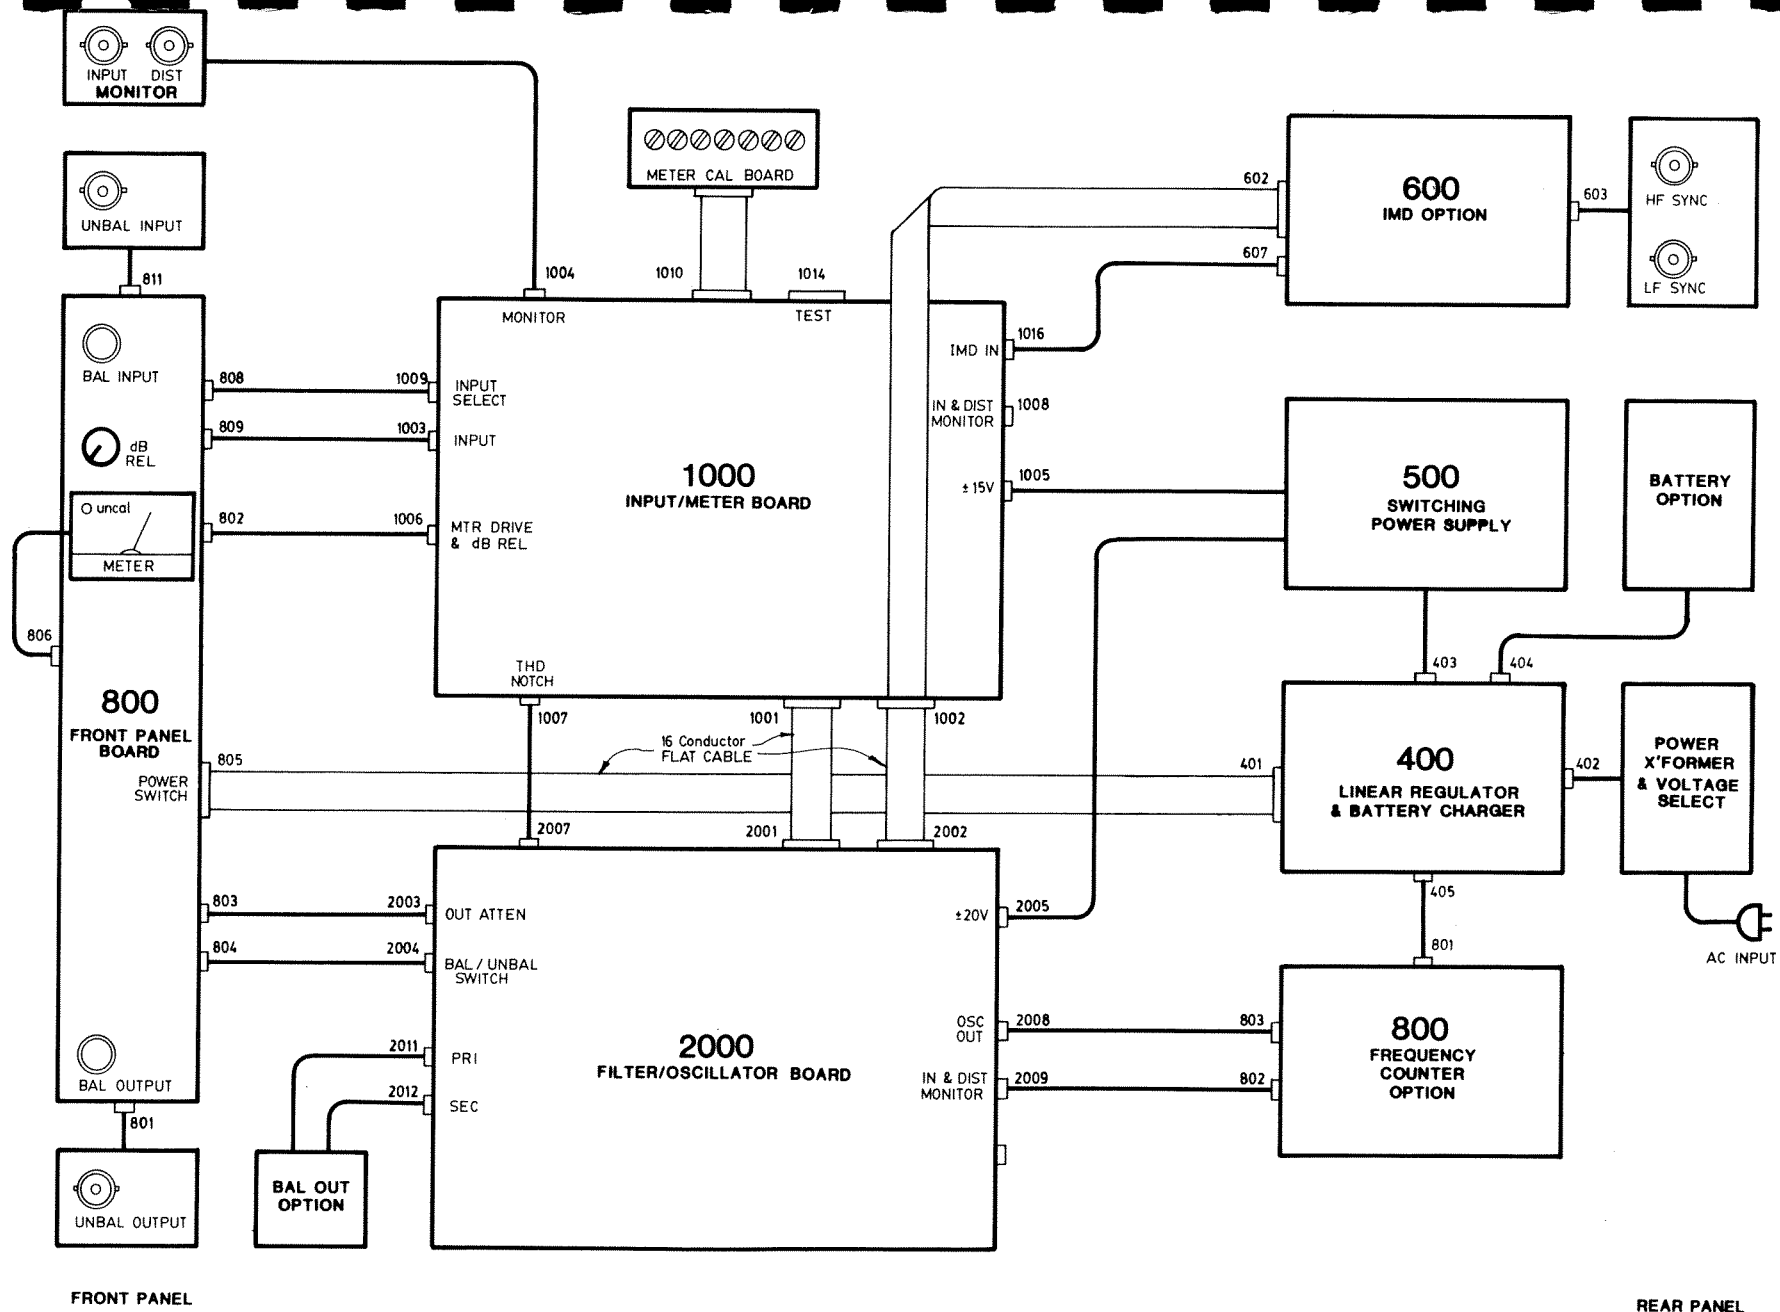 INPUT DIST
MONITOR
UNBAL INPUT
811
BAL INPUT
dB
REL
uncal
METER
806
800
FRONT PANEL
BOARD
POWER
SWITCH
BAL OUTPUT
801
UNBAL OUTPUT
FRONT PANEL
808
809
802
805
803
804
1009
1003
1006
2003
2004
2011
2012
BAL OUT
OPTION
METER CAL BOARD
1004
1010
1014
MONITOR
TEST
INPUT
SELECT
INPUT
MTR DRIVE
& dB REL
1000
INPUT/METER BOARD
IMD IN
IN & DIST
MONITOR
±15V
THD
NOTCH
1016
1008
1005
1007
1001
1002
16 Conductor
FLAT CABLE
2007
2001
2002
OUT ATTEN
BAL / UNBAL
SWITCH
PRI
SEC
2000
FILTER/OSCILLATOR BOARD
±20V
OSC
OUT
IN & DIST
MONITOR
2005
2008
2009
602
607
600
IMD OPTION
603
HF SYNC
LF SYNC
500
SWITCHING
POWER SUPPLY
BATTERY
OPTION
403
404
401
400
LINEAR REGULATOR
& BATTERY CHARGER
402
POWER
X'FORMER
& VOLTAGE
SELECT
405
AC INPUT
801
803
802
800
FREQUENCY
COUNTER
OPTION
REAR PANEL